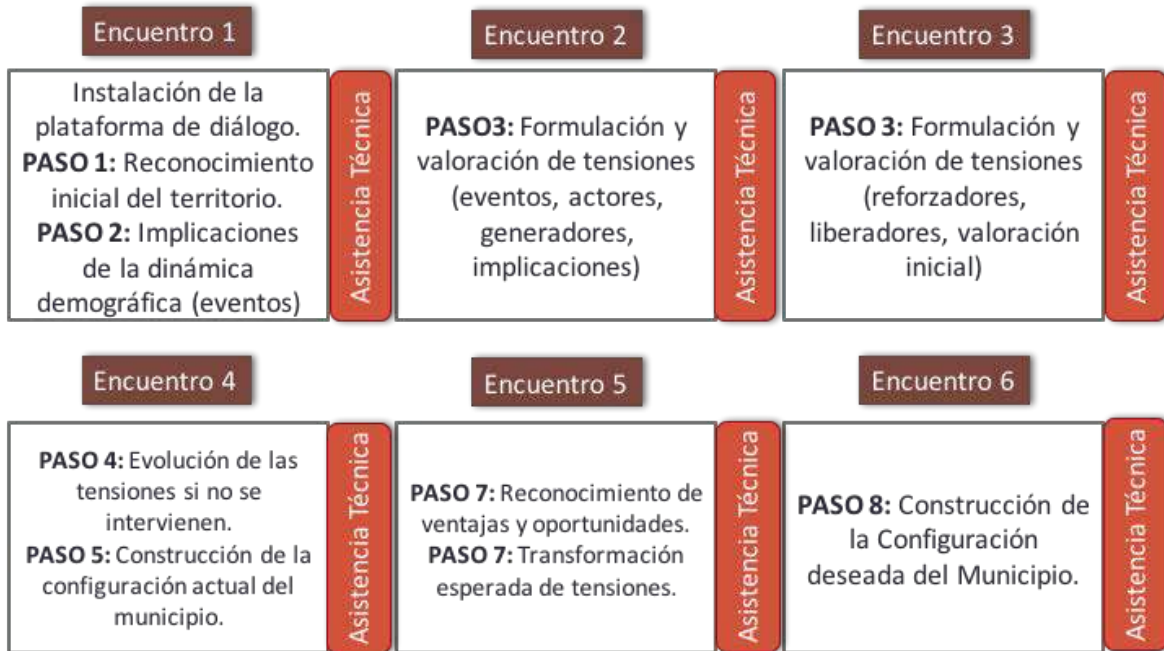 Encuentro 1
Instalación de la
plataforma de diálogo.
PASO 1: Reconocimiento
inicial del territorio.
PASO 2: Implicaciones
de la dinámica
demográfica (eventos)
Asistencia Técnica
Encuentro 2
PASO3: Formulación y
valoración de tensiones
(eventos, actores,
generadores,
implicaciones)
Asistencia Técnica
Encuentro 3
PASO 3: Formulación y
valoración de tensiones
(reforzadores,
liberadores, valoración
inicial)
Asistencia Técnica
Encuentro 4
PASO 4: Evolución de las
tensiones si no se
intervienen.
PASO 5: Construcción de la
configuración actual del
municipio.
Asistencia Técnica
Encuentro 5
PASO 7: Reconocimiento de
ventajas y oportunidades.
PASO 7: Transformación
esperada de tensiones.
Asistencia Técnica
Encuentro 6
PASO 8: Construcción de
la Configuración
deseada del Municipio.
Asistencia Técnica